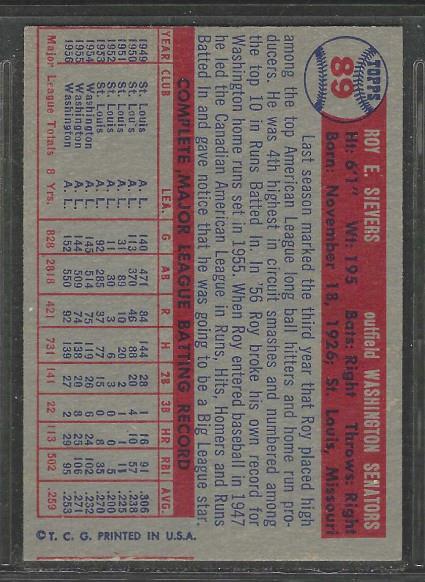 TOPPS
89
ROY E. SIEVERS outfield WASHINGTON SENATORS
Ht: 6'1" Wt: 195 Bats: Right Throws: Right
Born: November 18, 1926; St. Louis, Missouri
Last season marked the third year that Roy placed high
among the top American League long ball hitters and home run pro-
ducers. He was 4th highest in circuit smashes and numbered among
the top 10 in Runs Batted In. In '56 Roy broke his own record for
Washington home runs set in 1955. When Roy entered baseball in 1947
he led the Canadian American League in Runs, Hits, Homers and Runs
Batted In and gave notice that he was going to be a Big League star.
COMPLETE MAJOR LEAGUE BATTING RECORD
YEAR CLUB LEA. G AB R H 2B 3B HR RBI AVG.
1949 St. Louis A. L. 140 471 84 144 28 1 16 91 .306
1950 St. Louis A. L. 113 370 46 88 20 4 10 57 .238
1951 St. Louis A. L. 31 89 10 20 2 1 1 11 .225
1952 St. Louis A. L. 11 30 3 6 3 0 0 5 .200
1953 St. Louis A. L. 92 285 37 77 15 0 8 35 .270
1954 Washington A. L. 145 514 75 119 26 6 24 102 .232
1955 Washington A. L. 144 509 74 138 20 8 25 106 .271
1956 Washington A. L. 152 550 92 139 27 2 29 95 .253
Major League Totals 8 Yrs. 828 2818 421 731 141 22 113 502 .259
© T. C. G. PRINTED IN U.S.A.